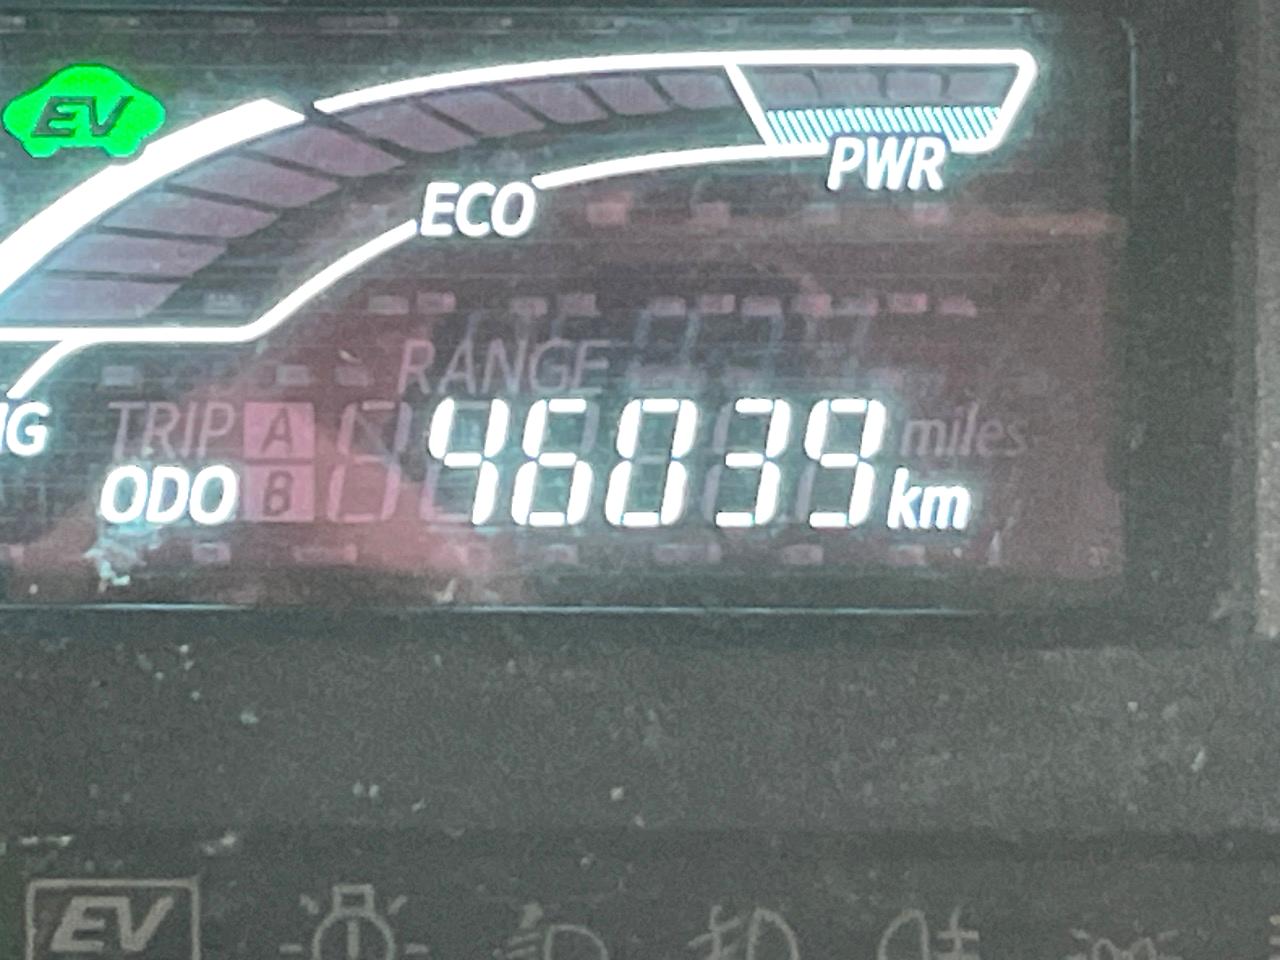 EV
PWR
ECO
RANGE
TRIP A miles
ODO B 46039 km
EV